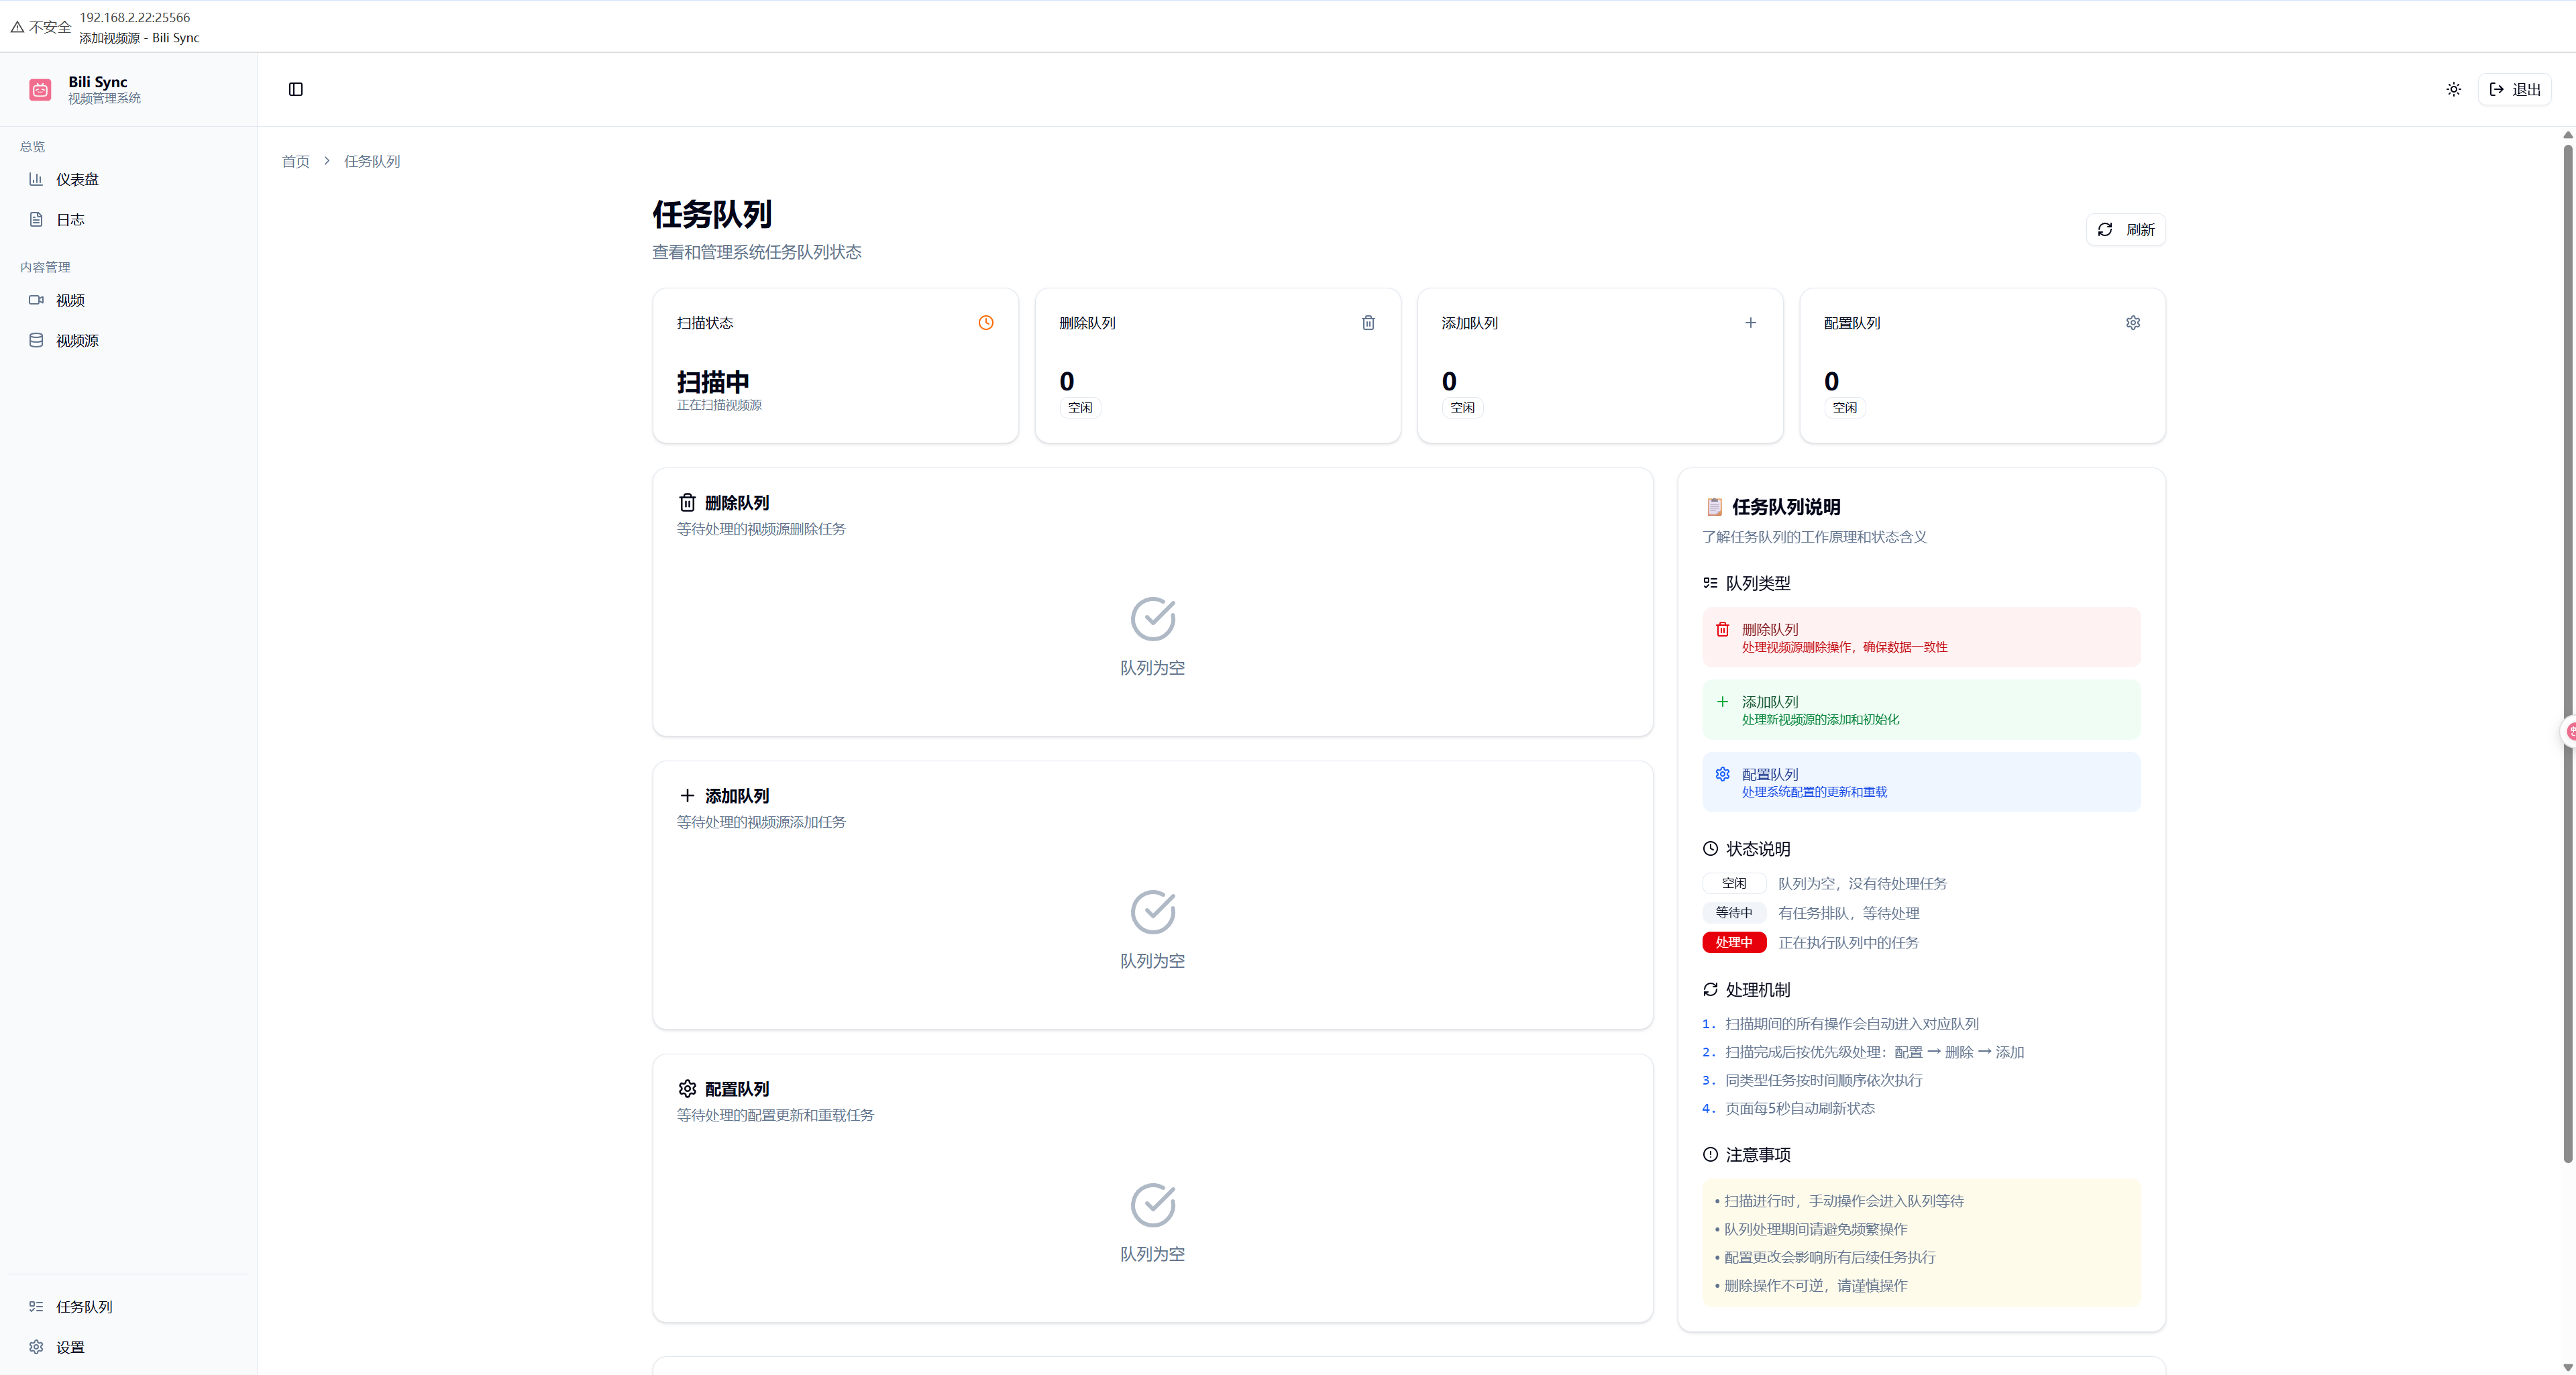 不安全
192.168.2.22:25566
添加视频源 - Bili Sync
Bili Sync
视频管理系统
退出
总览
仪表盘
日志
内容管理
视频
视频源
任务队列
设置
首页 > 任务队列
任务队列
查看和管理系统任务队列状态
刷新
扫描状态
扫描中
正在扫描视频源
删除队列
0
空闲
添加队列
0
空闲
配置队列
0
空闲
删除队列
等待处理的视频源删除任务
队列为空
添加队列
等待处理的视频源添加任务
队列为空
配置队列
等待处理的配置更新和重载任务
队列为空
任务队列说明
了解任务队列的工作原理和状态含义
队列类型
删除队列
处理视频源删除操作，确保数据一致性
添加队列
处理新视频源的添加和初始化
配置队列
处理系统配置的更新和重载
状态说明
空闲 队列为空，没有待处理任务
等待中 有任务排队，等待处理
处理中 正在执行队列中的任务
处理机制
1. 扫描期间的所有操作会自动进入对应队列
2. 扫描完成后按优先级处理：配置 → 删除 → 添加
3. 同类型任务按时间顺序依次执行
4. 页面每5秒自动刷新状态
注意事项
• 扫描进行时，手动操作会进入队列等待
• 队列处理期间请避免频繁操作
• 配置更改会影响所有后续任务执行
• 删除操作不可逆，请谨慎操作